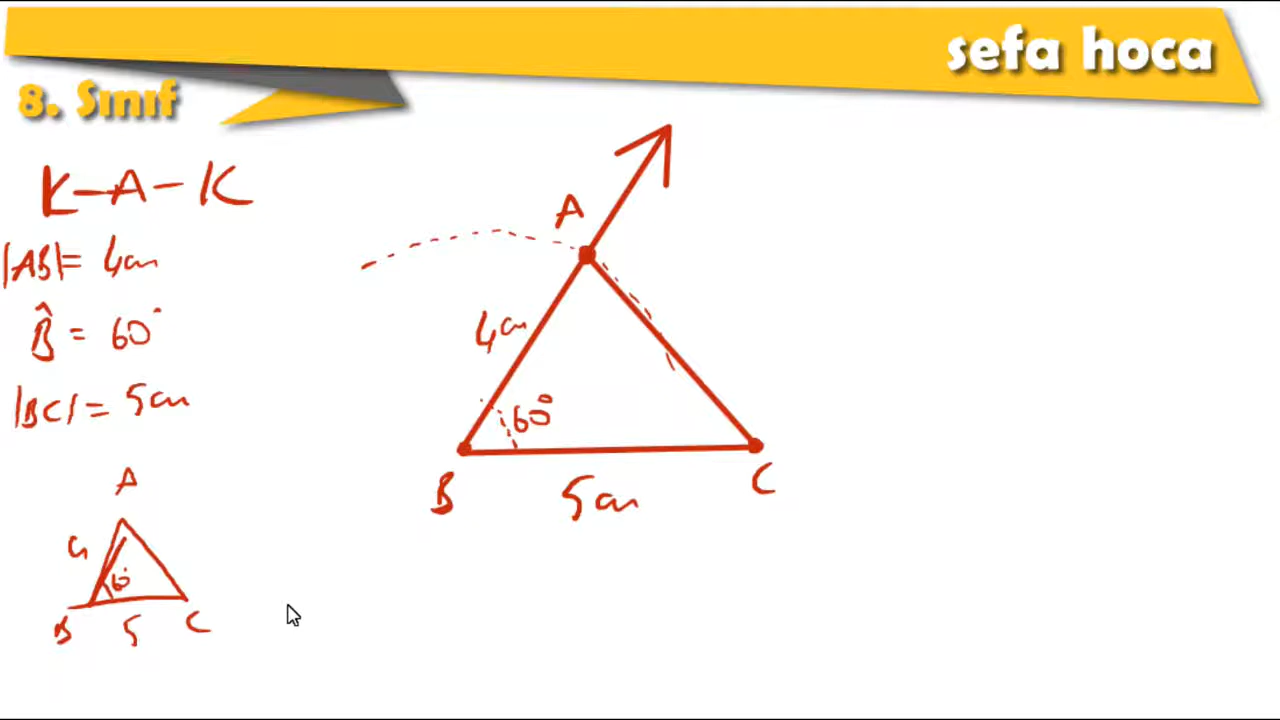 sefa hoca
8. Sınıf
K-A-K
|AB|= 4cm
B̂ = 60°
|BC|= 5cm
A
4
60°
B 5 C
A
4cm
60°
B
5cm
C